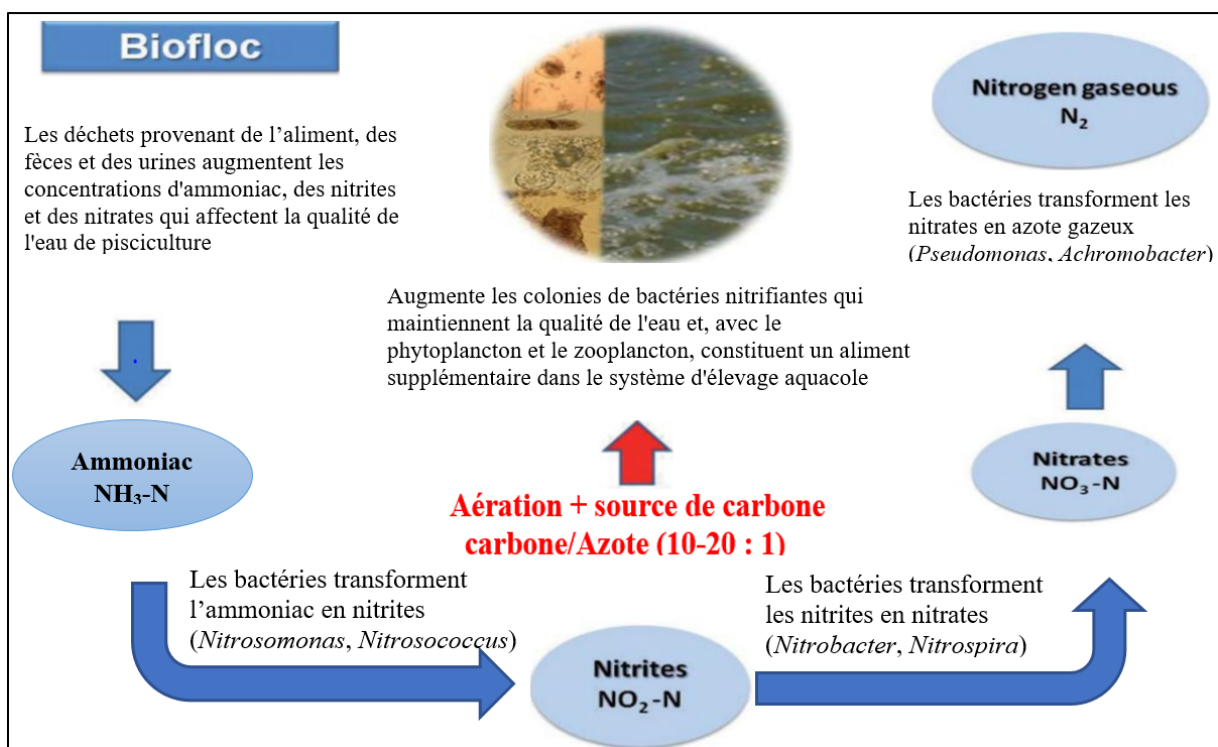 Biofloc
Les déchets provenant de l’aliment, des
fèces et des urines augmentent les
concentrations d'ammoniac, des nitrites
et des nitrates qui affectent la qualité de
l'eau de pisciculture
Nitrogen gaseous
N₂
Les bactéries transforment les
nitrates en azote gazeux
(Pseudomonas, Achromobacter)
Augmente les colonies de bactéries nitrifiantes qui
maintiennent la qualité de l'eau et, avec le
phytoplancton et le zooplancton, constituent un aliment
supplémentaire dans le système d'élevage aquacole
Ammoniac
NH₃-N
Aération + source de carbone
carbone/Azote (10-20 : 1)
Nitrates
NO₃-N
Les bactéries transforment
l’ammoniac en nitrites
(Nitrosomonas, Nitrosococcus)
Nitrites
NO₂-N
Les bactéries transforment
les nitrites en nitrates
(Nitrobacter, Nitrospira)